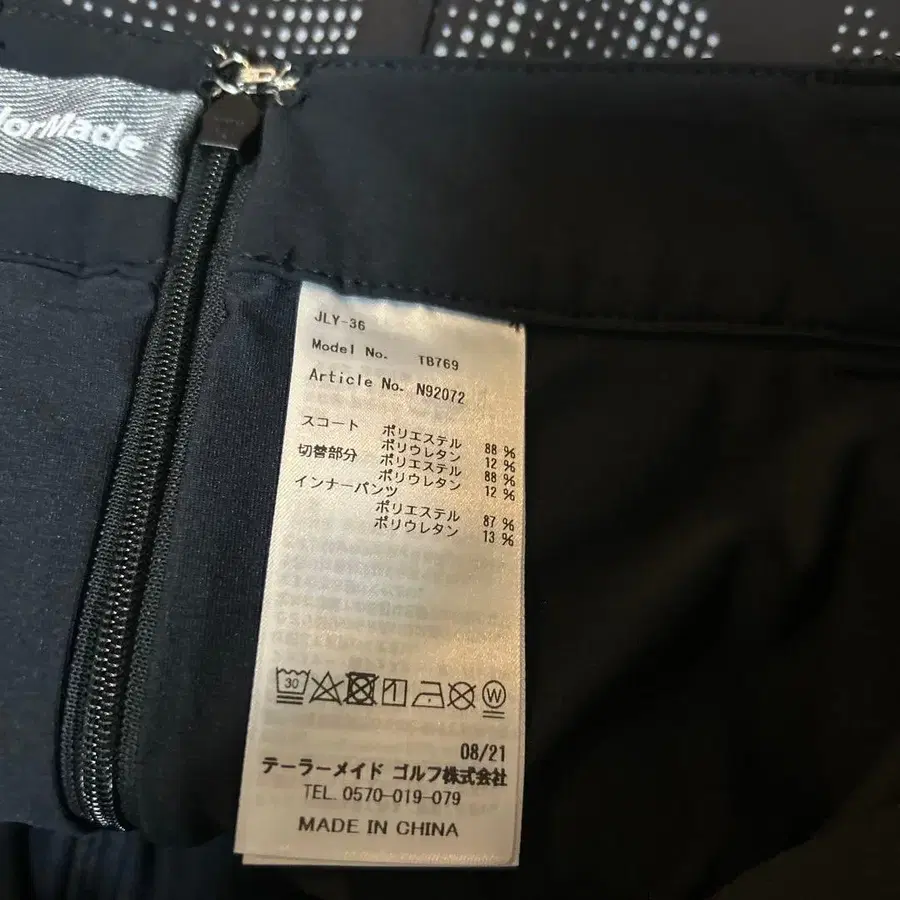 lorMade
JLY-36
Model No. TB769
Article No. N92072
スコート ポリエステル 88 %
ポリウレタン 12 %
切替部分 ポリエステル 88 %
ポリウレタン 12 %
インナーパンツ
ポリエステル 87 %
ポリウレタン 13 %
30 W
08/21
テーラーメイド ゴルフ株式会社
TEL. 0570-019-079
MADE IN CHINA